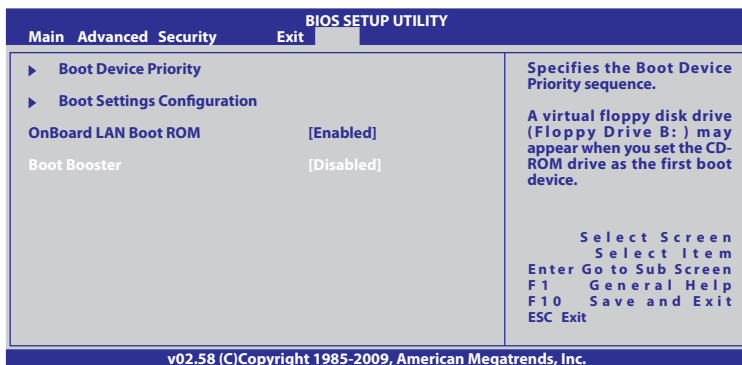 BIOS SETUP UTILITY
Main Advanced Security Exit
Boot Device Priority
Boot Settings Configuration
OnBoard LAN Boot ROM [Enabled]
Boot Booster [Disabled]
Specifies the Boot Device
Priority sequence.
A virtual floppy disk drive
(Floppy Drive B: ) may
appear when you set the CD-
ROM drive as the first boot
device.
Select Screen
Select Item
Enter Go to Sub Screen
F1 General Help
F10 Save and Exit
ESC Exit
v02.58 (C)Copyright 1985-2009, American Megatrends, Inc.